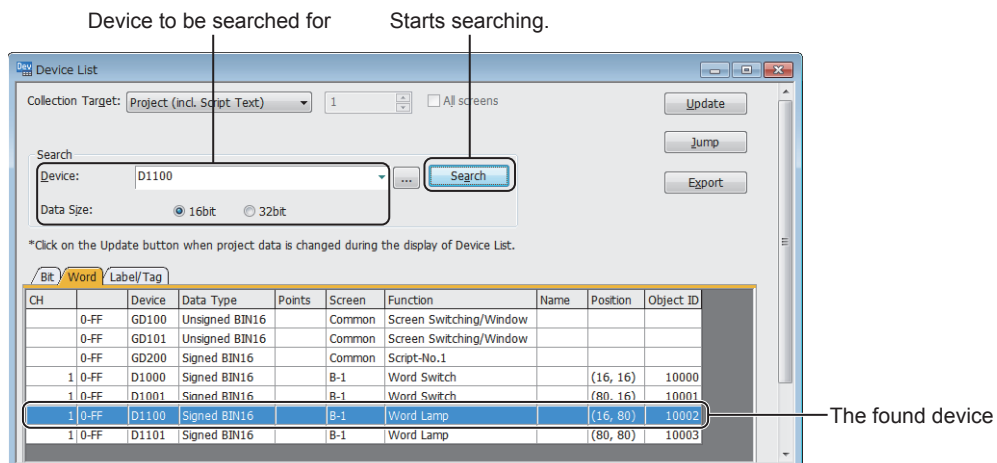 Device to be searched for Starts searching.
Dev Device List
Collection Target: Project (incl. Script Text) 1 All screens Update
Jump
Search
Device: D1100 ... Search
Export
Data Size: 16bit 32bit
*Click on the Update button when project data is changed during the display of Device List.
Bit Word Label/Tag
CH Device Data Type Points Screen Function Name Position Object ID
0-FF GD100 Unsigned BIN16 Common Screen Switching/Window
0-FF GD101 Unsigned BIN16 Common Screen Switching/Window
0-FF GD200 Signed BIN16 Common Script-No.1
1 0-FF D1000 Signed BIN16 B-1 Word Switch (16, 16) 10000
1 0-FF D1001 Signed BIN16 B-1 Word Switch (80, 16) 10001
1 0-FF D1100 Signed BIN16 B-1 Word Lamp (16, 80) 10002 The found device
1 0-FF D1101 Signed BIN16 B-1 Word Lamp (80, 80) 10003